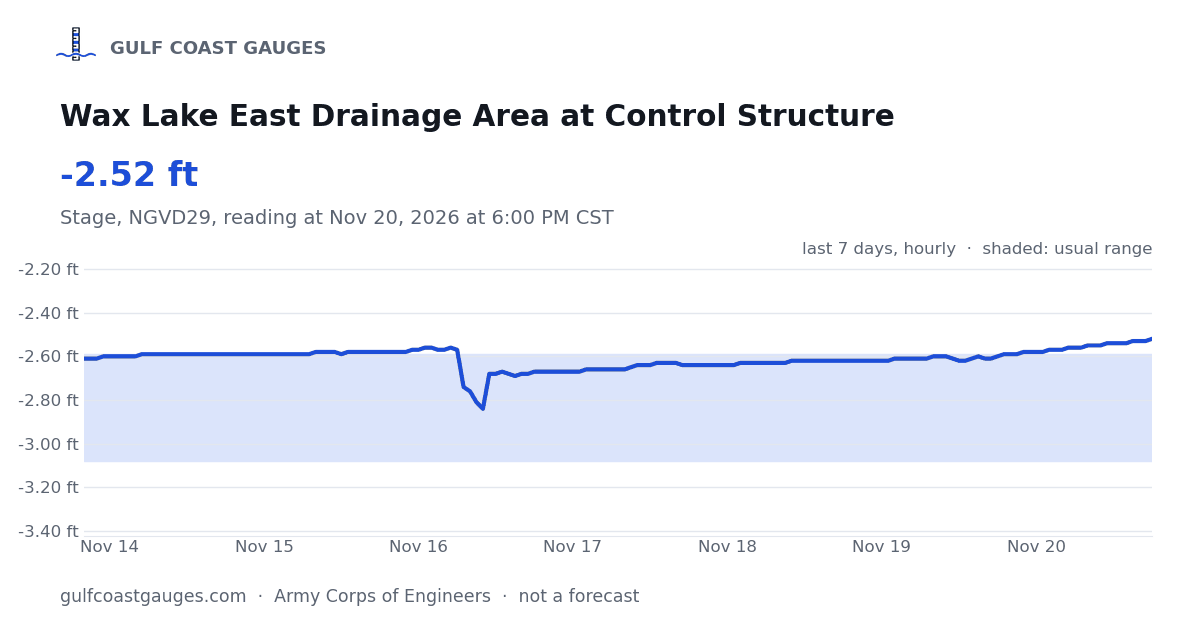 GULF COAST GAUGES
Wax Lake East Drainage Area at Control Structure
-2.52 ft
Stage, NGVD29, reading at Nov 20, 2026 at 6:00 PM CST
last 7 days, hourly · shaded: usual range
-2.20 ft
-2.40 ft
-2.60 ft
-2.80 ft
-3.00 ft
-3.20 ft
-3.40 ft
Nov 14 Nov 15 Nov 16 Nov 17 Nov 18 Nov 19 Nov 20
gulfcoastgauges.com · Army Corps of Engineers · not a forecast